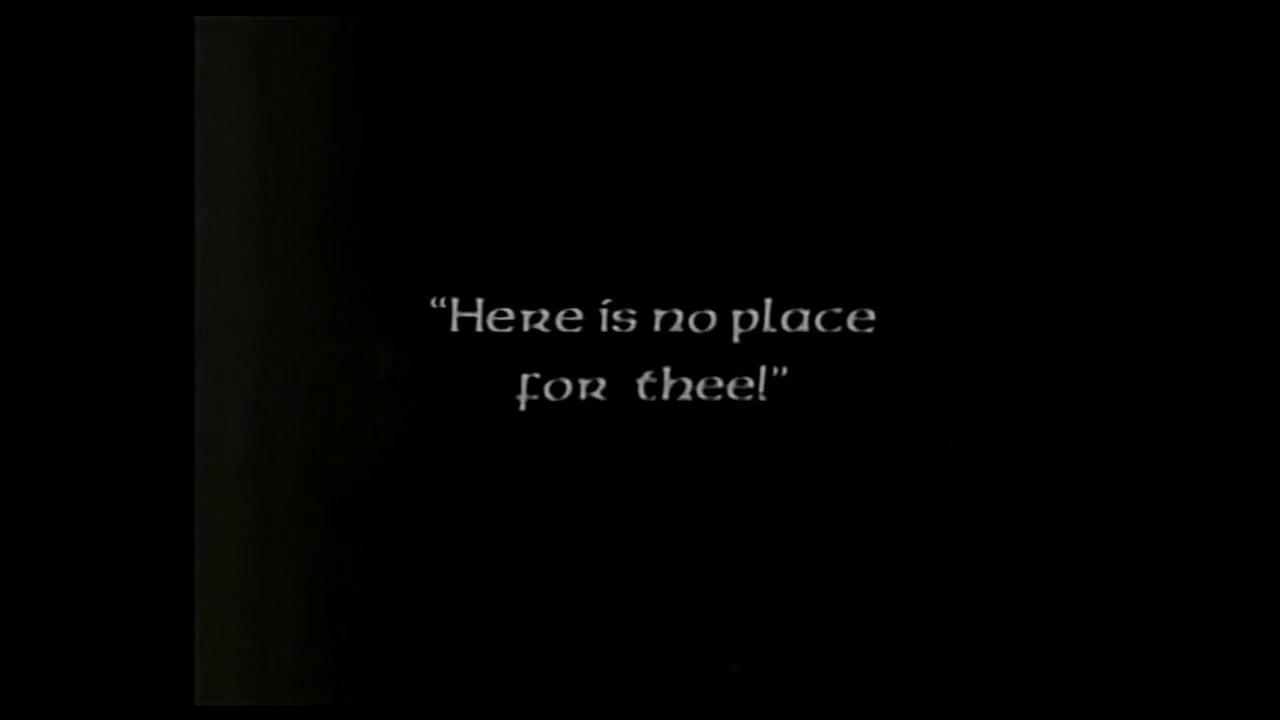 “Here is no place
for thee!”